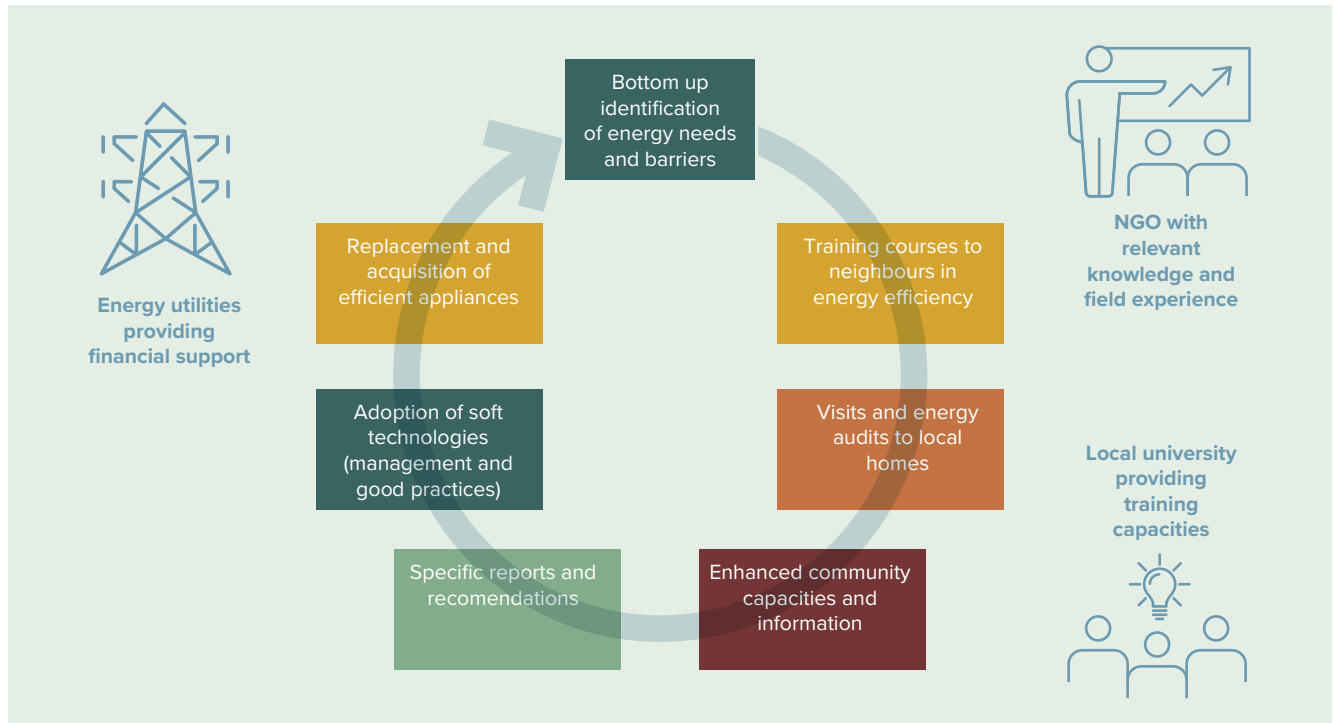 Bottom up
identification
of energy needs
and barriers
Training courses to
neighbours in
energy efficiency
Visits and energy
audits to local
homes
Enhanced community
capacities and
information
Specific reports and
recomendations
Adoption of soft
technologies
(management and
good practices)
Replacement and
acquisition of
efficient appliances
Energy utilities
providing
financial support
NGO with
relevant
knowledge and
field experience
Local university
providing
training
capacities